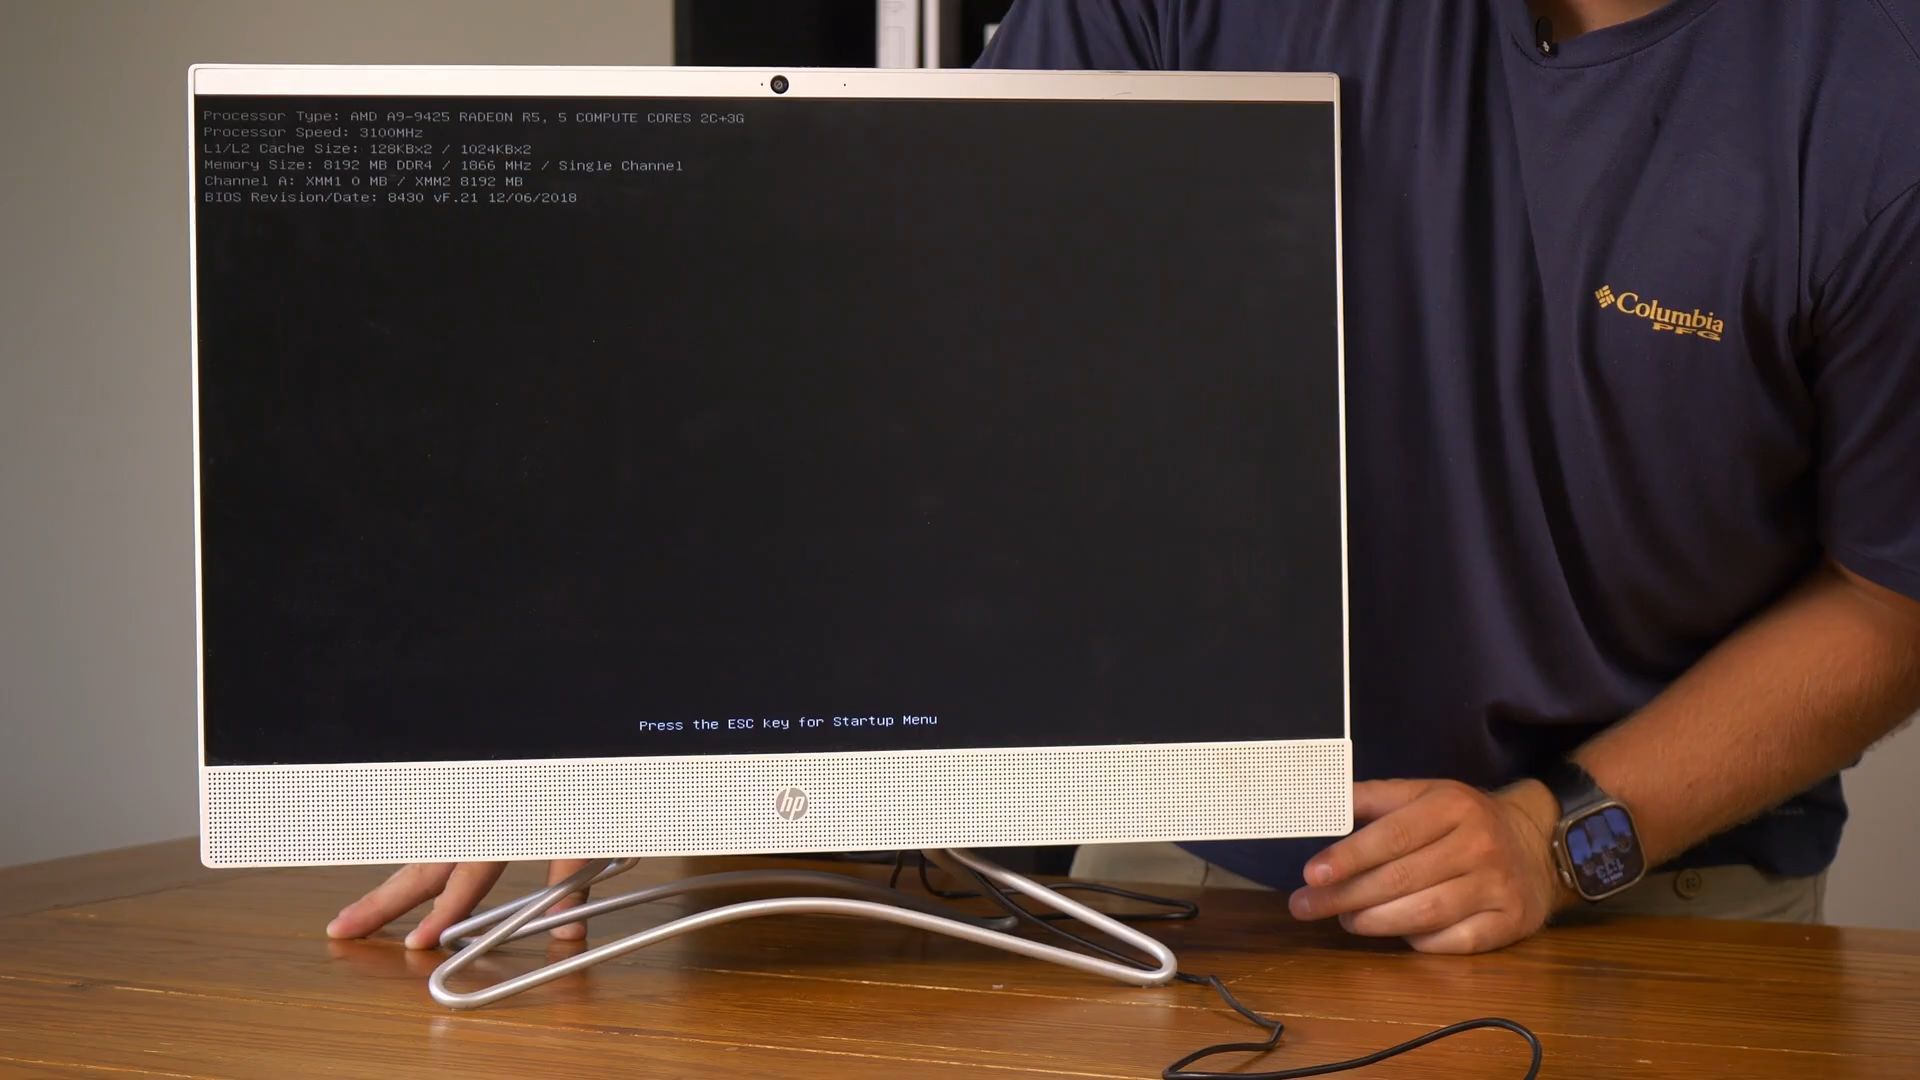 Processor Type: AMD A9-9425 RADEON R5, 5 COMPUTE CORES 2C+3G
Processor Speed: 3100MHz
L1/L2 Cache Size: 128KBx2 / 1024KBx2
Memory Size: 8192 MB DDR4 / 1866 MHz / Single Channel
Channel A: XMM1 0 MB / XMM2 8192 MB
BIOS Revision/Date: 8430 vF.21 12/06/2018
Columbia
PFG
Press the ESC key for Startup Menu
hp